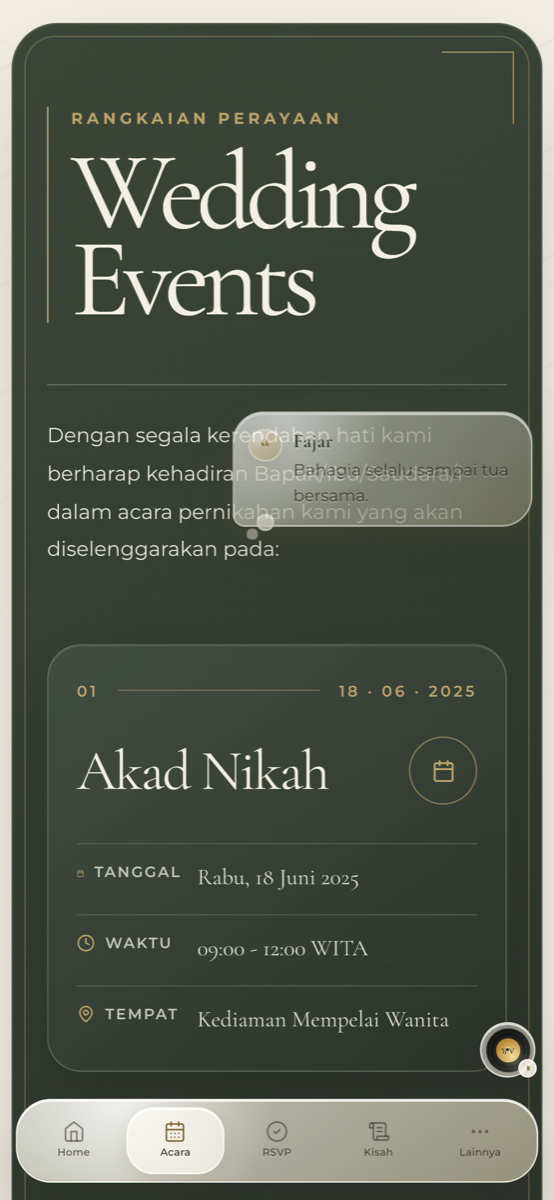 RANGKAIAN PERAYAAN
Wedding
Events
Dengan segala kerendahan hati kami
berharap kehadiran Bapak/Ibu/Saudara/i
dalam acara pernikahan kami yang akan
diselenggarakan pada:
Fajar
Bahagia selalu sampai tua
bersama.
01 18 · 06 · 2025
Akad Nikah
TANGGAL Rabu, 18 Juni 2025
WAKTU 09:00 - 12:00 WITA
TEMPAT Kediaman Mempelai Wanita
Home Acara RSVP Kisah Lainnya